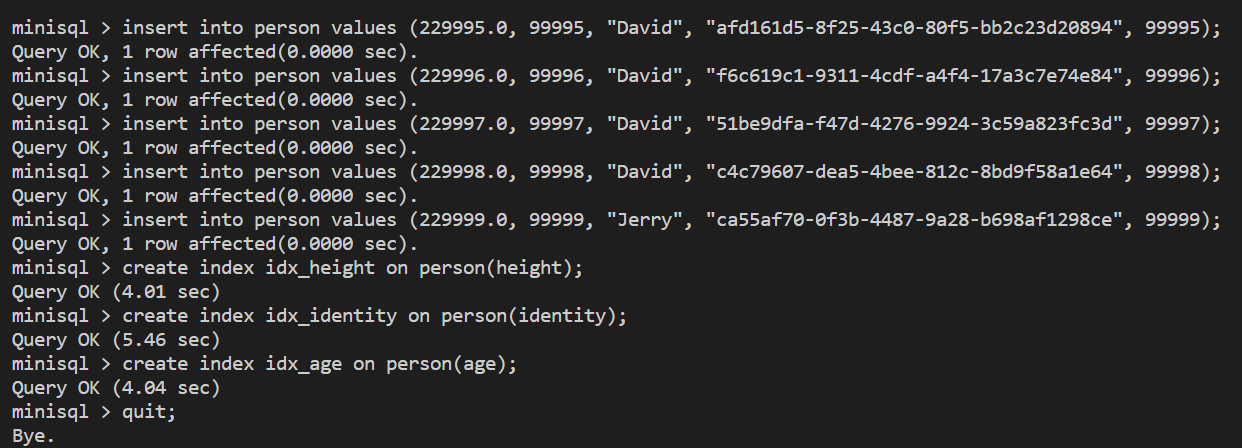 minisql > insert into person values (229995.0, 99995, "David", "afd161d5-8f25-43c0-80f5-bb2c23d20894", 99995);
Query OK, 1 row affected(0.0000 sec).
minisql > insert into person values (229996.0, 99996, "David", "f6c619c1-9311-4cdf-a4f4-17a3c7e74e84", 99996);
Query OK, 1 row affected(0.0000 sec).
minisql > insert into person values (229997.0, 99997, "David", "51be9dfa-f47d-4276-9924-3c59a823fc3d", 99997);
Query OK, 1 row affected(0.0000 sec).
minisql > insert into person values (229998.0, 99998, "David", "c4c79607-dea5-4bee-812c-8bd9f58a1e64", 99998);
Query OK, 1 row affected(0.0000 sec).
minisql > insert into person values (229999.0, 99999, "Jerry", "ca55af70-0f3b-4487-9a28-b698af1298ce", 99999);
Query OK, 1 row affected(0.0000 sec).
minisql > create index idx_height on person(height);
Query OK (4.01 sec)
minisql > create index idx_identity on person(identity);
Query OK (5.46 sec)
minisql > create index idx_age on person(age);
Query OK (4.04 sec)
minisql > quit;
Bye.